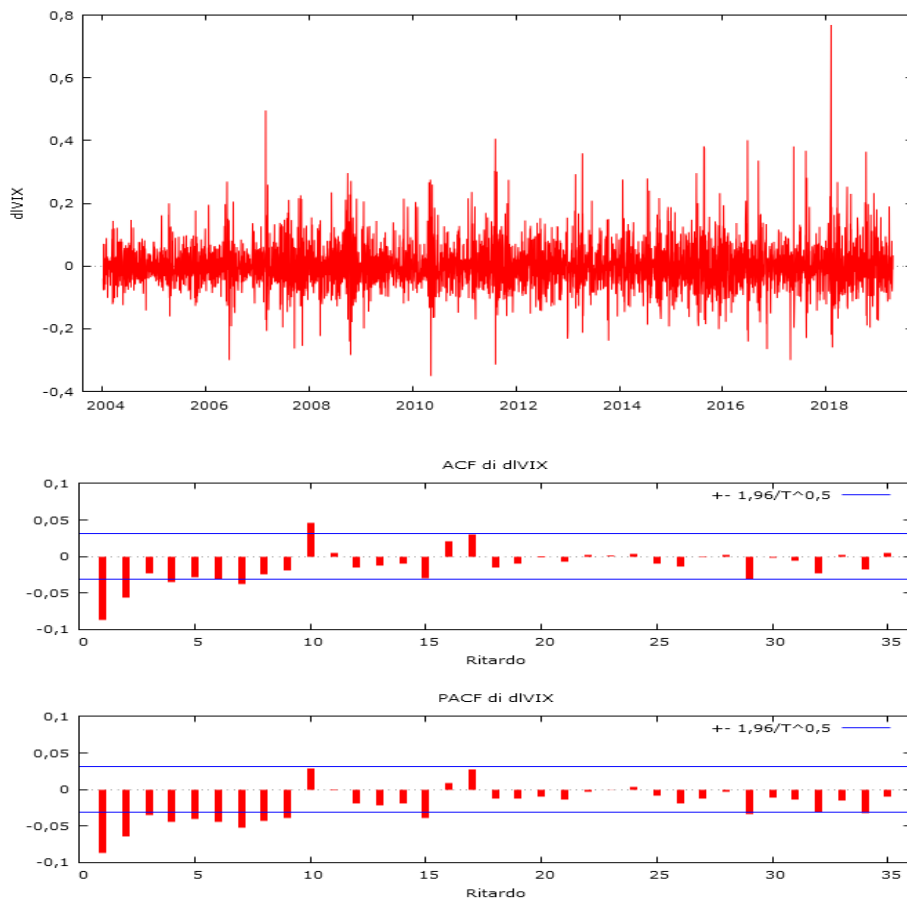 0,8
0,6
0,4
0,2
0
-0,2
-0,4
dlVIX
2004 2006 2008 2010 2012 2014 2016 2018
ACF di dlVIX
0,1
0,05
0
-0,05
-0,1
+- 1,96/T^0,5
0 5 10 15 20 25 30 35
Ritardo
PACF di dlVIX
0,1
0,05
0
-0,05
-0,1
+- 1,96/T^0,5
0 5 10 15 20 25 30 35
Ritardo